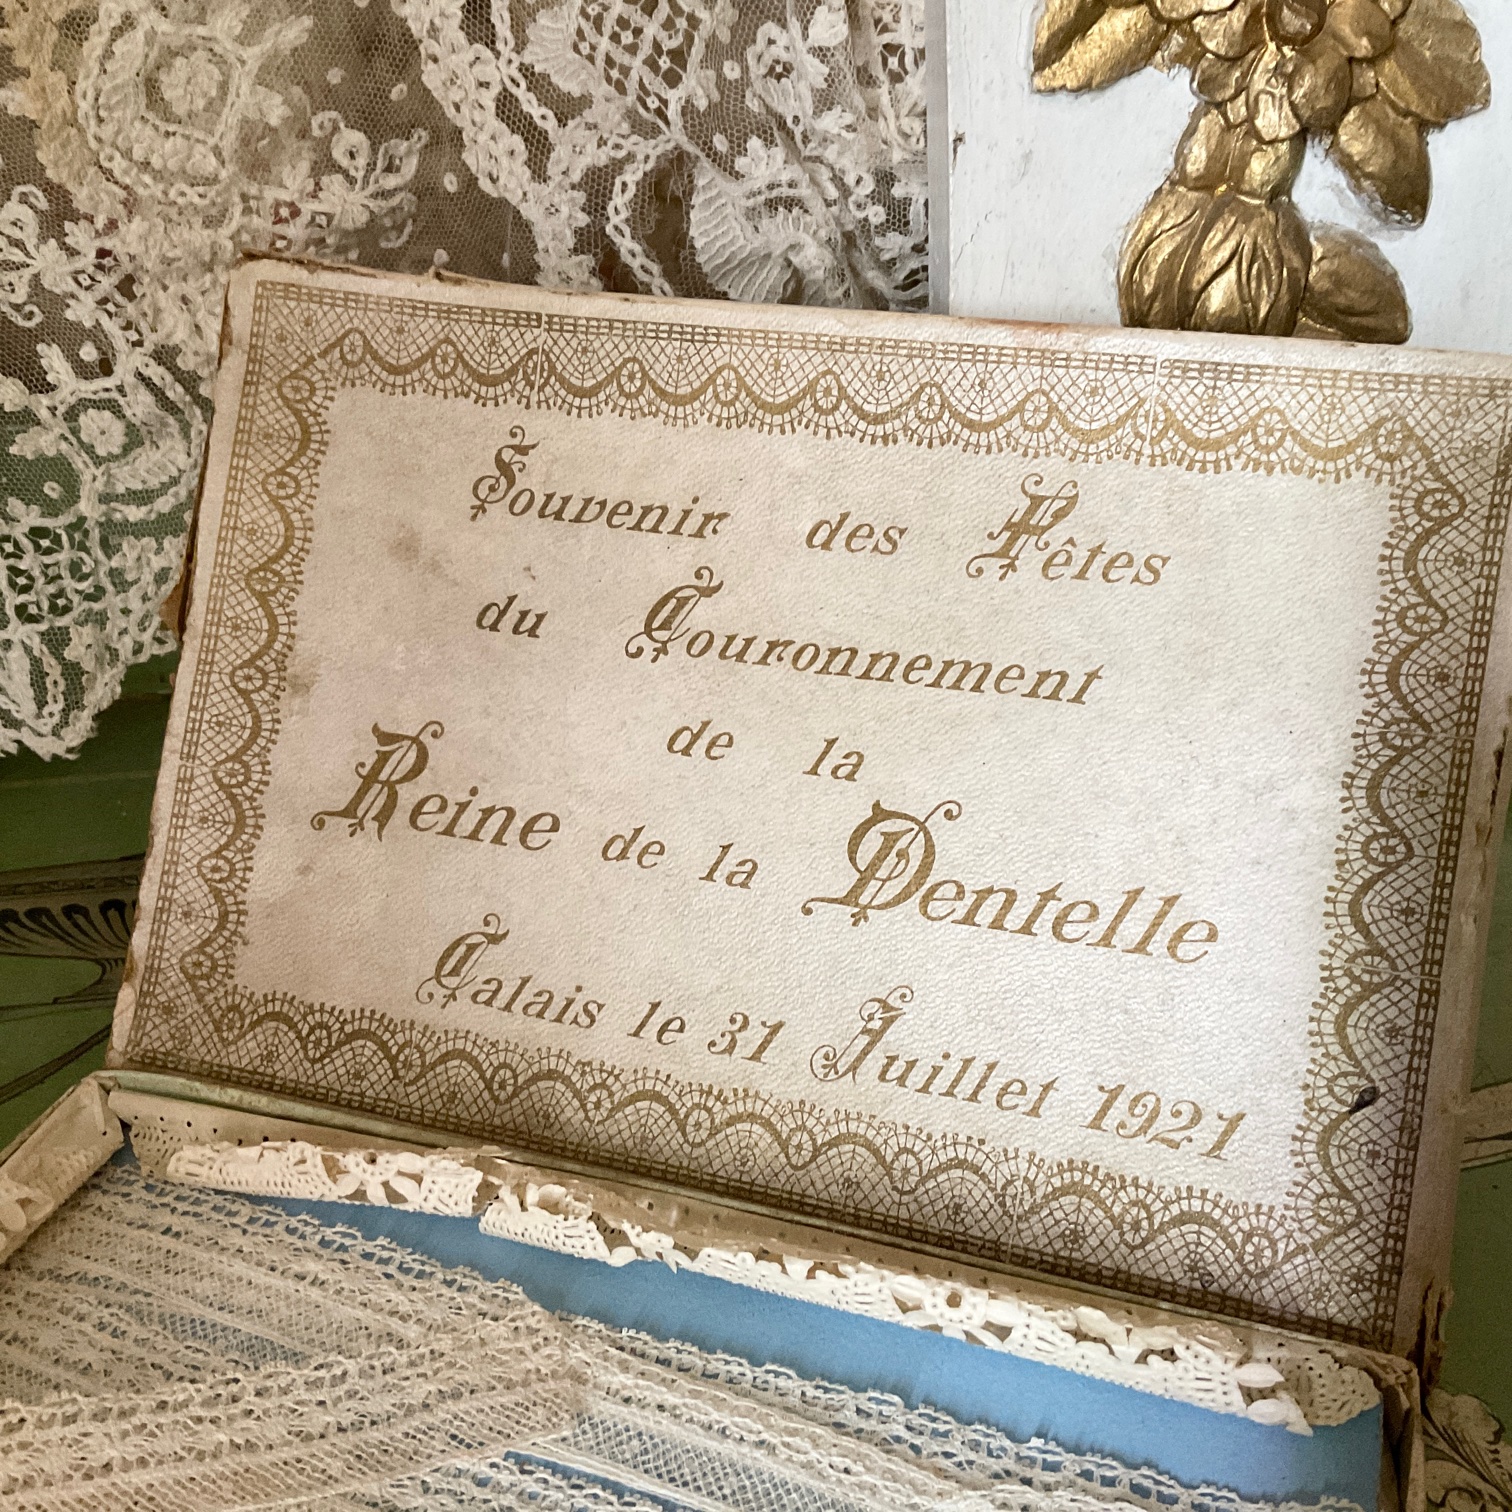 Souvenir des Fêtes
du Couronnement
de la
Reine de la Dentelle
Calais le 31 Juillet 1921